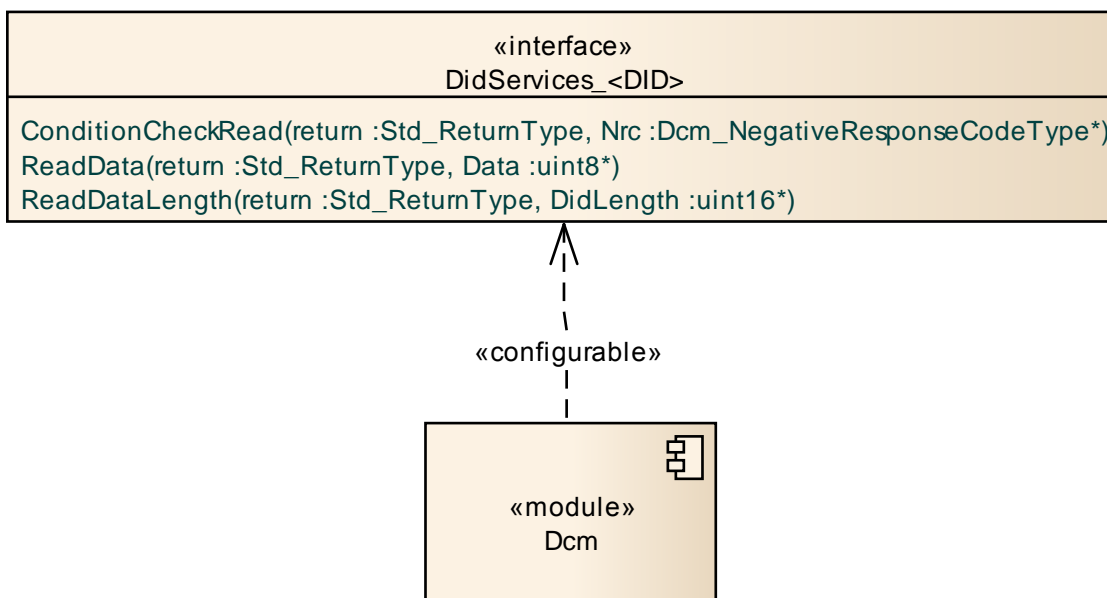 «interface»
DidServices_<DID>
ConditionCheckRead(return :Std_ReturnType, Nrc :Dcm_NegativeResponseCodeType*)
ReadData(return :Std_ReturnType, Data :uint8*)
ReadDataLength(return :Std_ReturnType, DidLength :uint16*)
«configurable»
«module»
Dcm